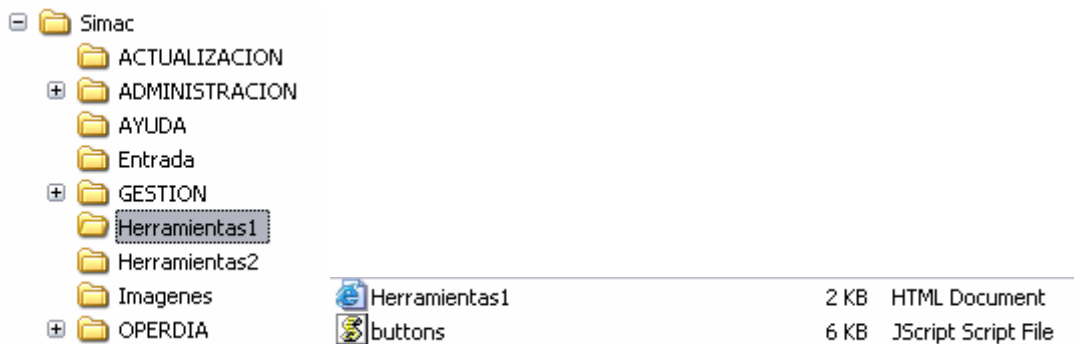 Simac
ACTUALIZACION
ADMINISTRACION
AYUDA
Entrada
GESTION
Herramientas1
Herramientas2
Imagenes
OPERDIA
Herramientas1 2 KB HTML Document
buttons 6 KB JScript Script File